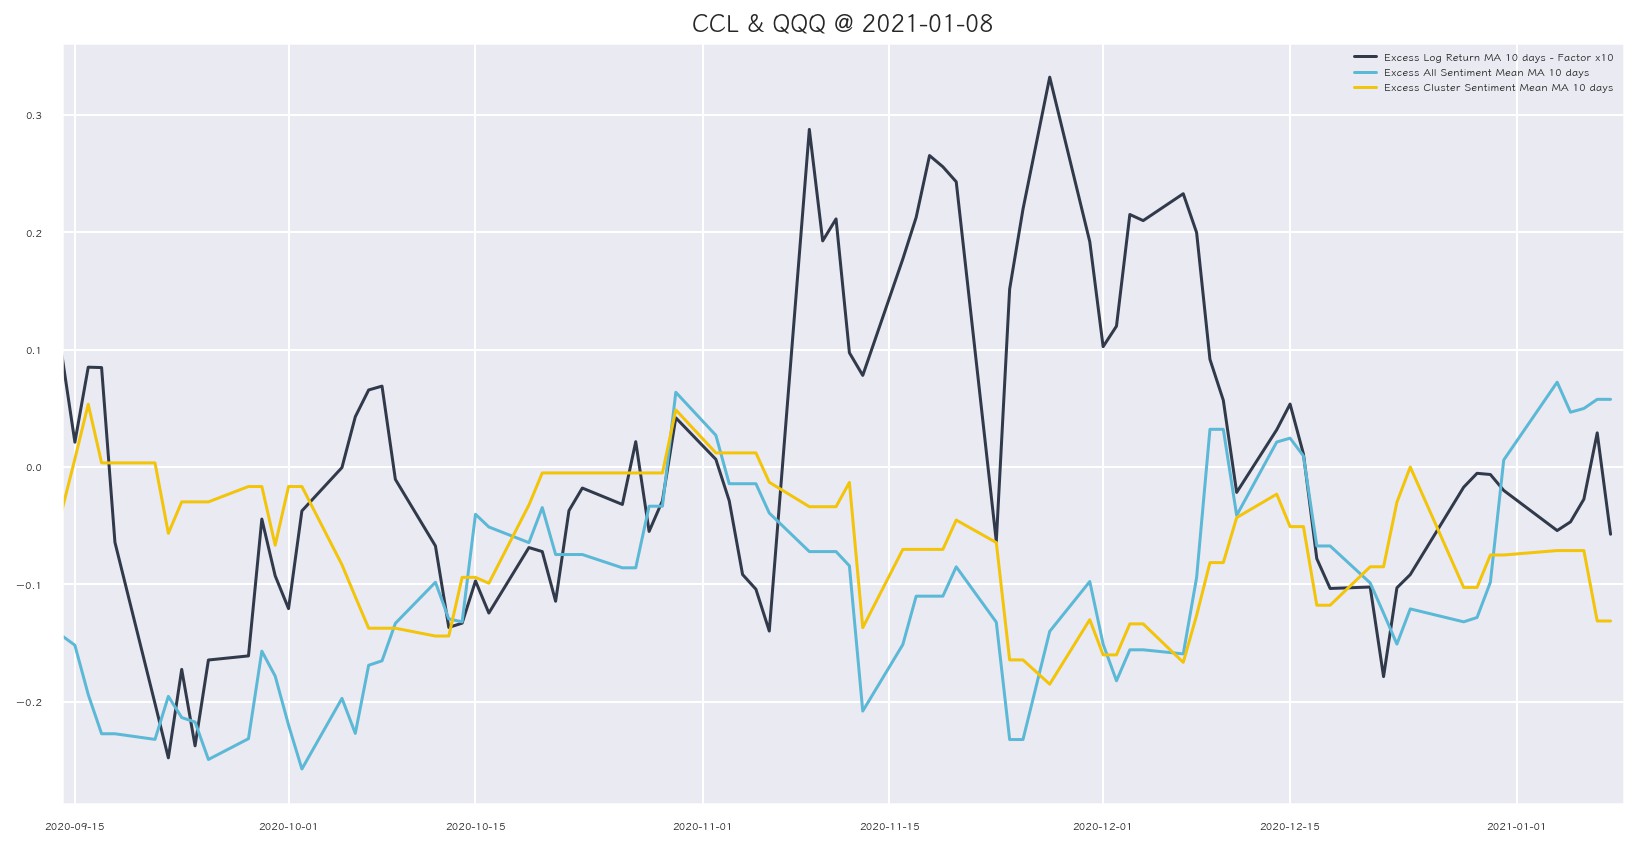 CCL & QQQ @ 2021-01-08
Excess Log Return MA 10 days - Factor x10
Excess All Sentiment Mean MA 10 days
Excess Cluster Sentiment Mean MA 10 days
0.3
0.2
0.1
0.0
−0.1
−0.2
2020-09-15 2020-10-01 2020-10-15 2020-11-01 2020-11-15 2020-12-01 2020-12-15 2021-01-01